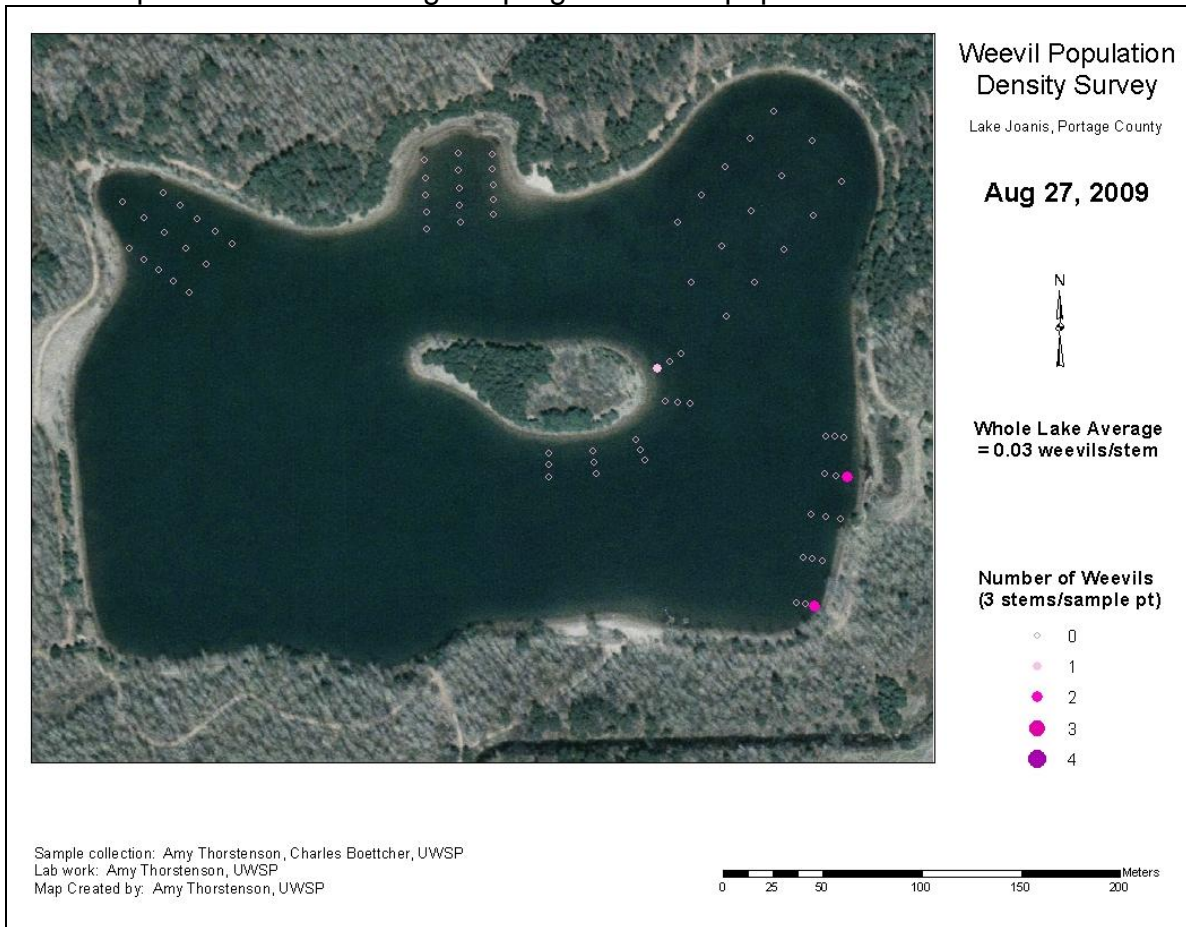 Weevil Population
Density Survey
Lake Joanis, Portage County
Aug 27, 2009
N
Whole Lake Average
= 0.03 weevils/stem
Number of Weevils
(3 stems/sample pt)
0
1
2
3
4
Sample collection: Amy Thorstenson, Charles Boettcher, UWSP
Lab work: Amy Thorstenson, UWSP
Map Created by: Amy Thorstenson, UWSP
Meters
0 25 50 100 150 200